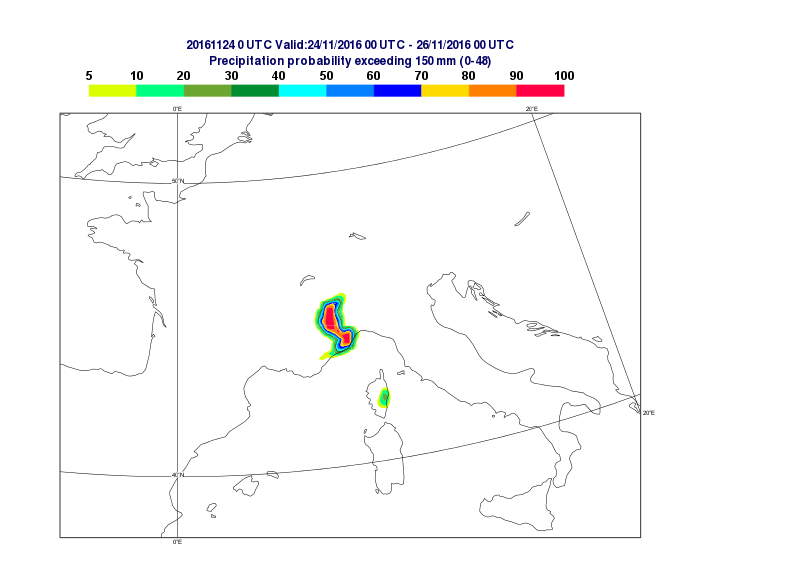 20161124 0 UTC Valid:24/11/2016 00 UTC - 26/11/2016 00 UTC
Precipitation probability exceeding 150 mm (0-48)
5 10 20 30 40 50 60 70 80 90 100
0°E 20°E
50°N
40°N
20°E
0°E